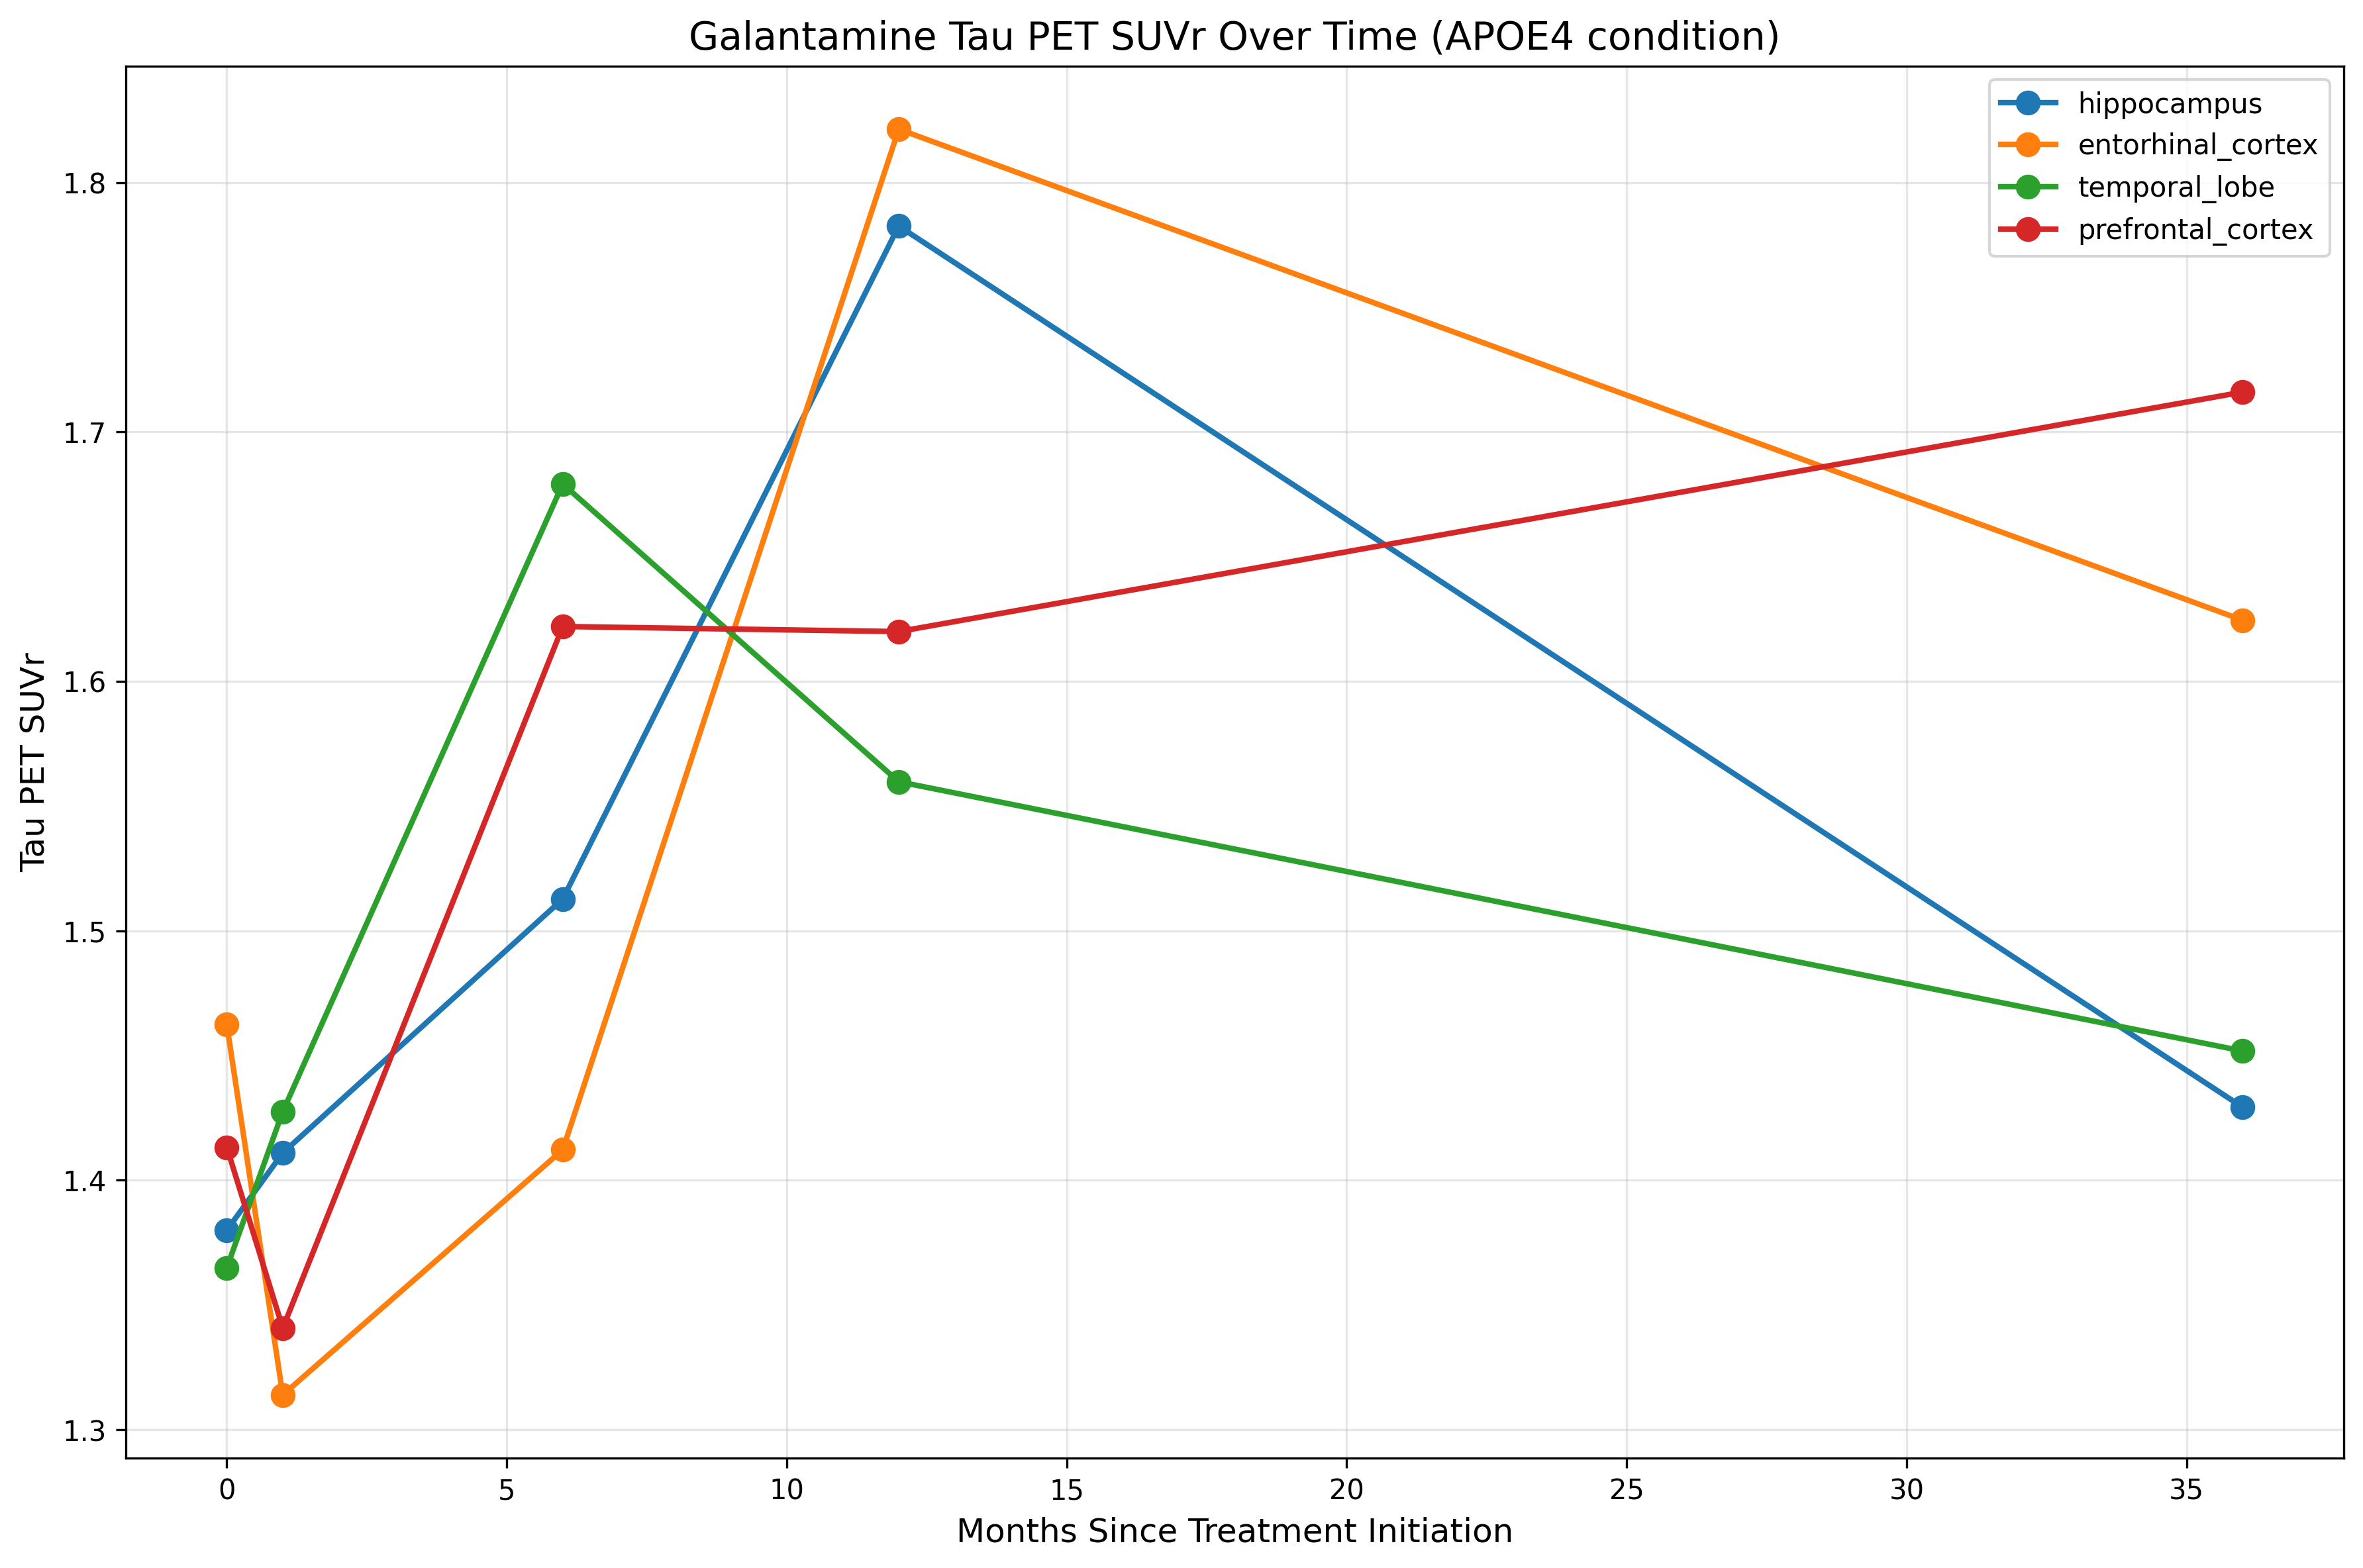 Galantamine Tau PET SUVr Over Time (APOE4 condition)
hippocampus
entorhinal_cortex
temporal_lobe
prefrontal_cortex
1.8
1.7
1.6
1.5
1.4
1.3
Tau PET SUVr
0 5 10 15 20 25 30 35
Months Since Treatment Initiation